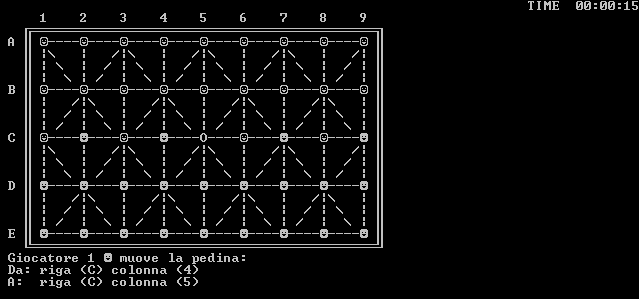 TIME  00:00:15
1 2 3 4 5 6 7 8 9
A
B
C
D
E
Giocatore 1 ☻ muove la pedina:
Da: riga (C) colonna (4)
A:  riga (C) colonna (5)